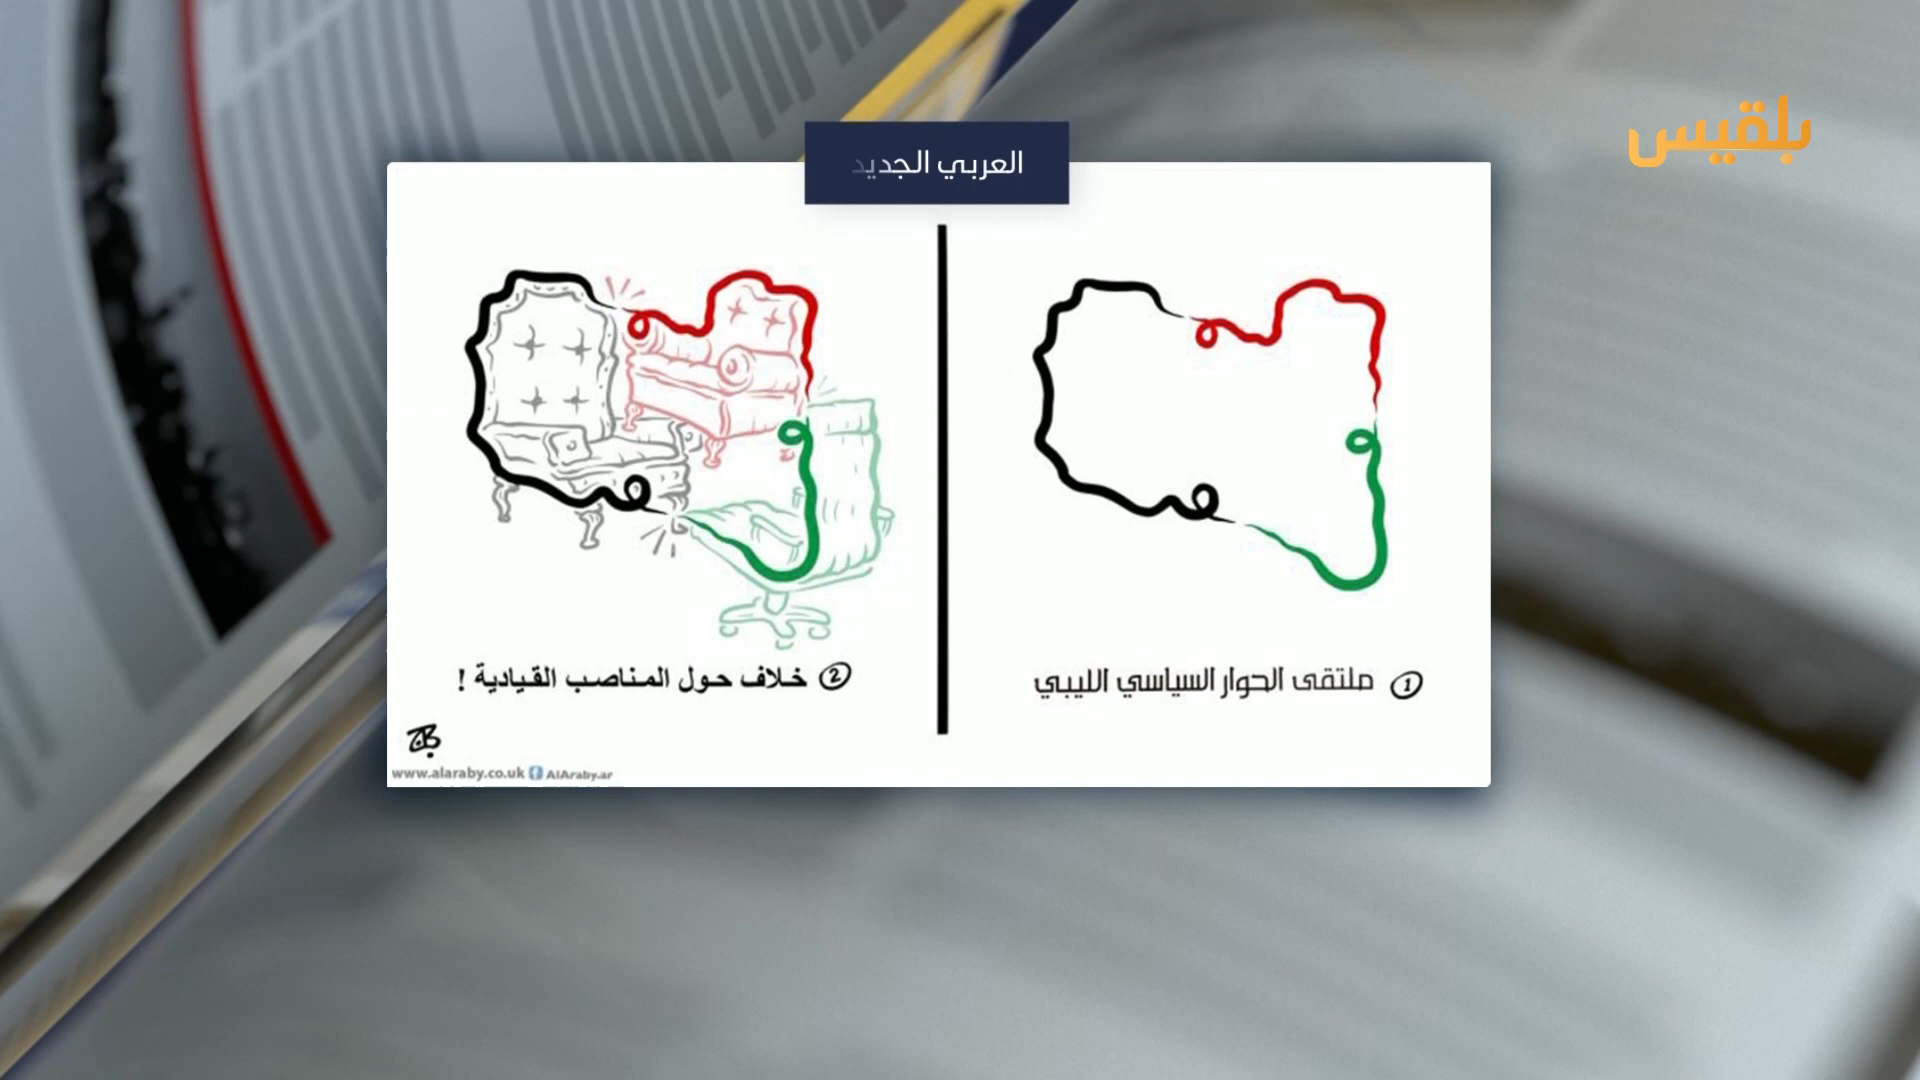 بلقيس
العربي الجديد
① ملتقى الحوار السياسي الليبي
② خلاف حول المناصب القيادية !
www.alaraby.co.uk AlAraby.ar